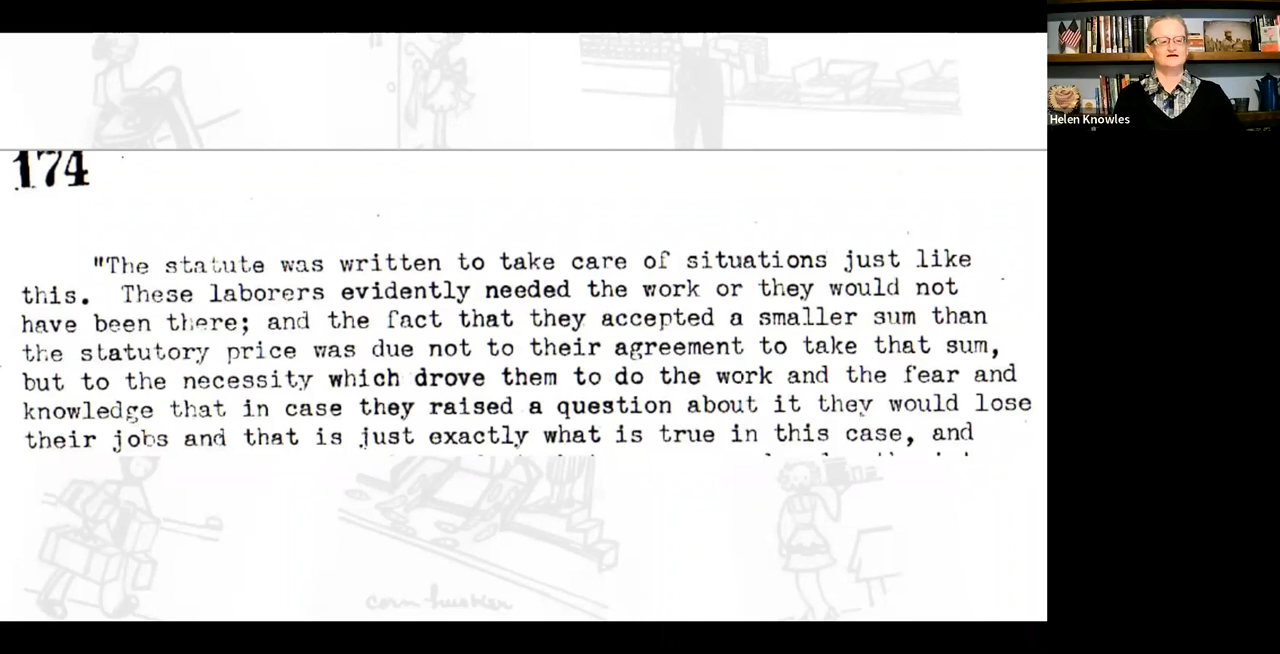 174
"The statute was written to take care of situations just like
this. These laborers evidently needed the work or they would not
have been there; and the fact that they accepted a smaller sum than
the statutory price was due not to their agreement to take that sum,
but to the necessity which drove them to do the work and the fear and
knowledge that in case they raised a question about it they would lose
their jobs and that is just exactly what is true in this case, and
corn husker
Helen Knowles